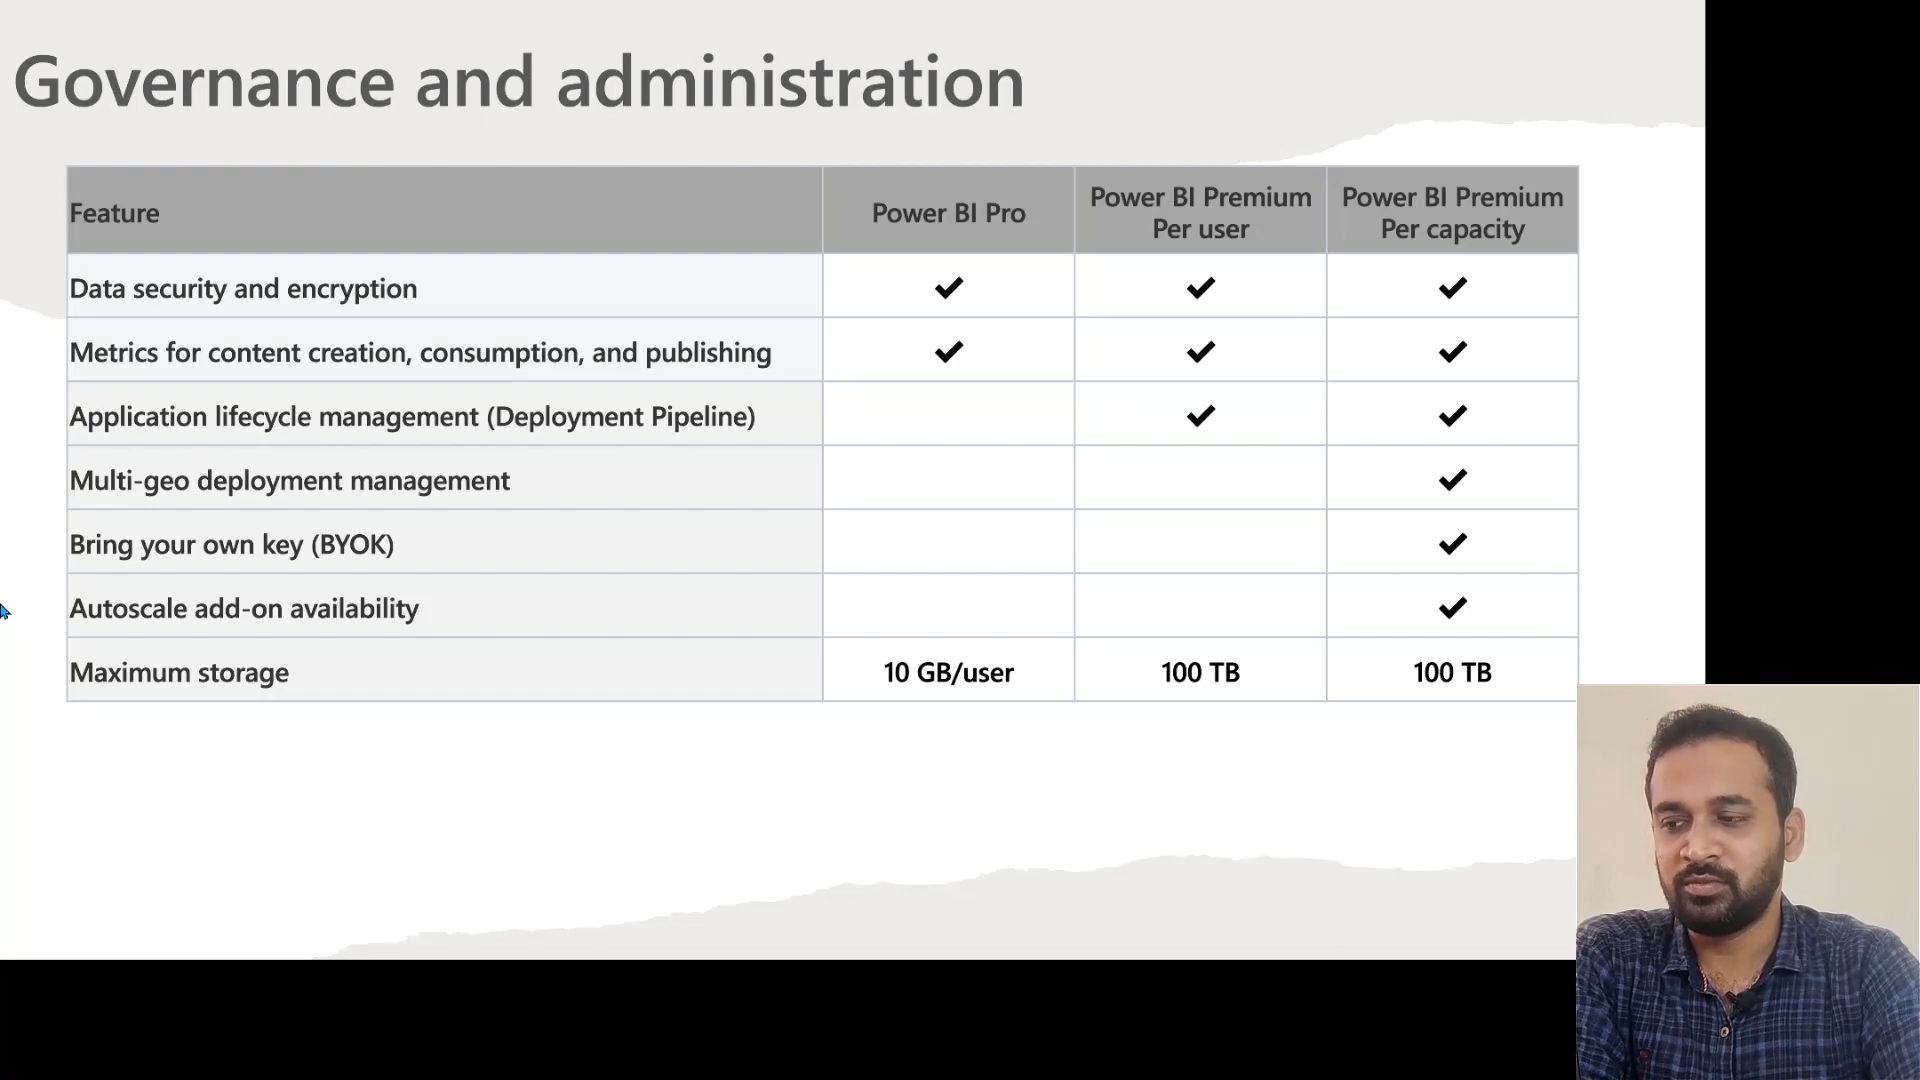 Governance and administration
Feature
Power BI Pro
Power BI Premium
Per user
Power BI Premium
Per capacity
Data security and encryption
Metrics for content creation, consumption, and publishing
Application lifecycle management (Deployment Pipeline)
Multi-geo deployment management
Bring your own key (BYOK)
Autoscale add-on availability
Maximum storage
10 GB/user
100 TB
100 TB